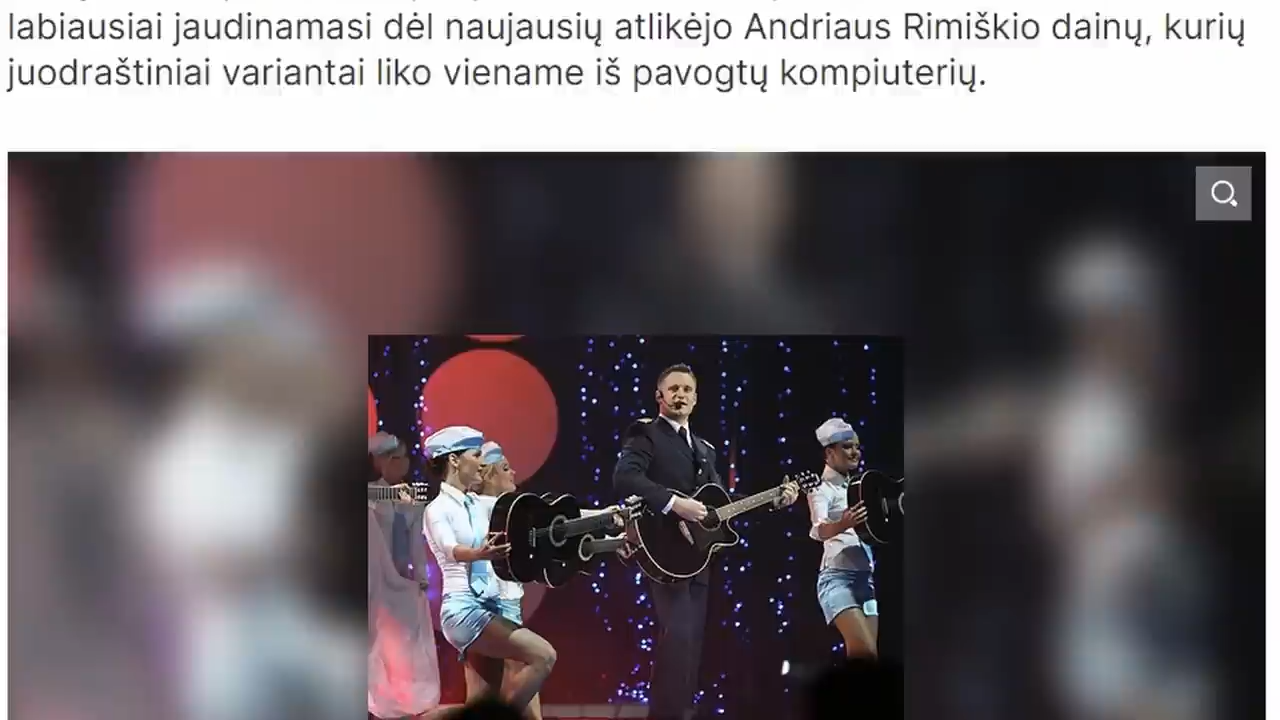 labiausiai jaudinamasi dėl naujausių atlikėjo Andriaus Rimiškio dainų, kurių
juodraštiniai variantai liko viename iš pavogtų kompiuterių.